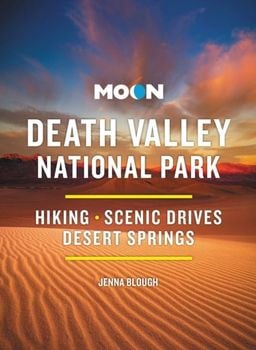 MOON
DEATH VALLEY
NATIONAL PARK
HIKING • SCENIC DRIVES
DESERT SPRINGS
JENNA BLOUGH